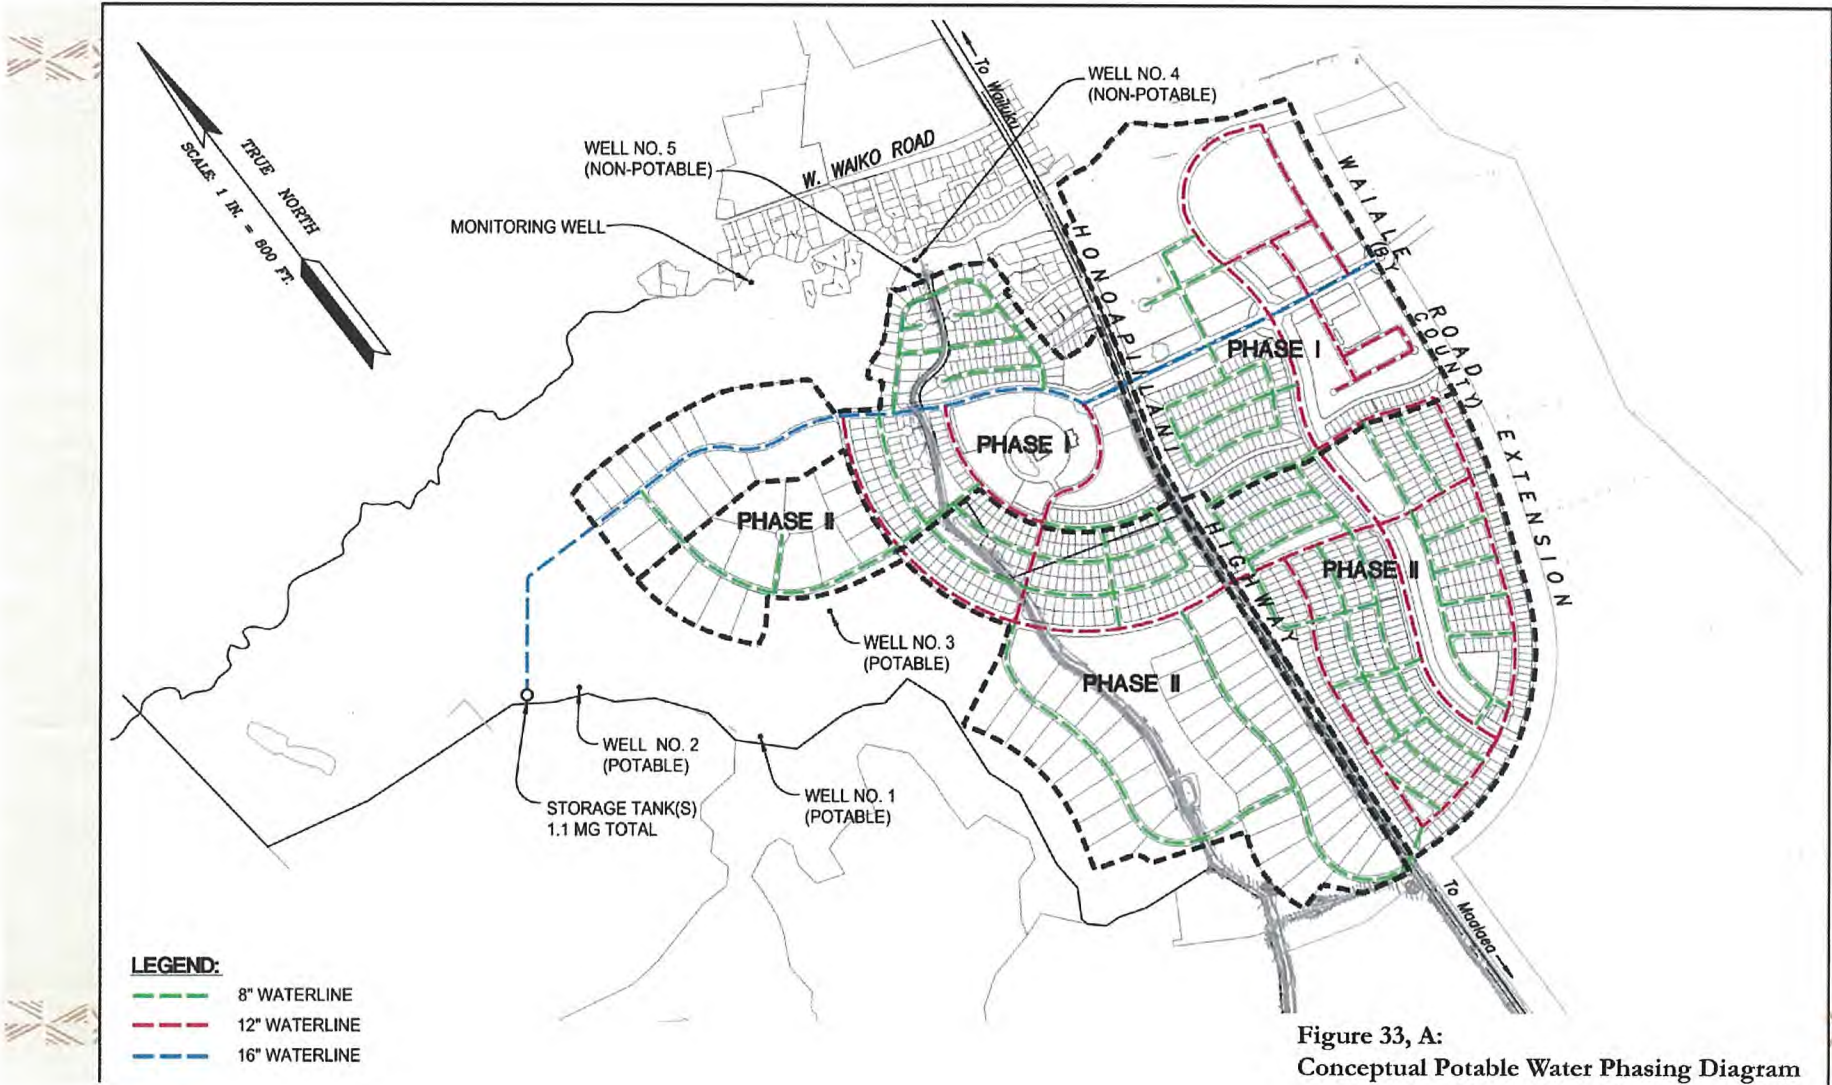 TRUE NORTH
SCALE: 1 IN. = 800 FT.
To Wailuku
WELL NO. 4
(NON-POTABLE)
WELL NO. 5
(NON-POTABLE)
W. WAIKO ROAD
MONITORING WELL
HONOAPIILANI HIGHWAY
WAIALE ROAD EXTENSION
(BY COUNTY)
PHASE I
PHASE I
PHASE II
PHASE II
PHASE II
WELL NO. 3
(POTABLE)
WELL NO. 2
(POTABLE)
WELL NO. 1
(POTABLE)
STORAGE TANK(S)
1.1 MG TOTAL
To Maalaea
LEGEND:
8" WATERLINE
12" WATERLINE
16" WATERLINE
Figure 33, A:
Conceptual Potable Water Phasing Diagram